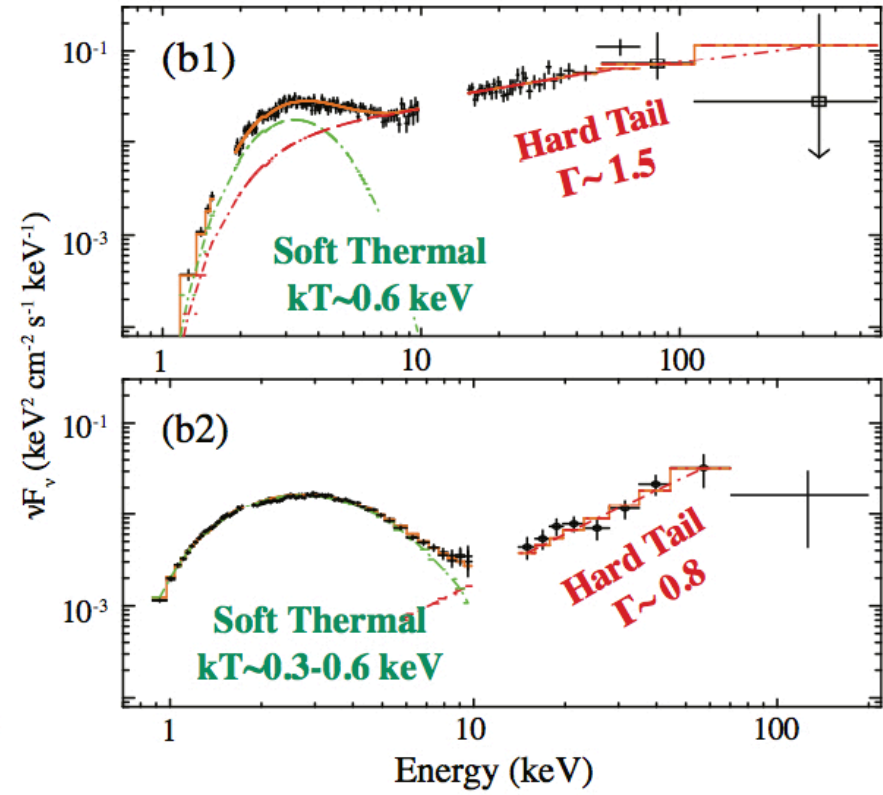 (b1)
10⁻¹
10⁻³
Hard Tail
Γ~1.5
Soft Thermal
kT~0.6 keV
1 10 100
νFᵥ (keV² cm⁻² s⁻¹ keV⁻¹)
(b2)
10⁻¹
10⁻³
Hard Tail
Γ~0.8
Soft Thermal
kT~0.3-0.6 keV
1 10 100
Energy (keV)